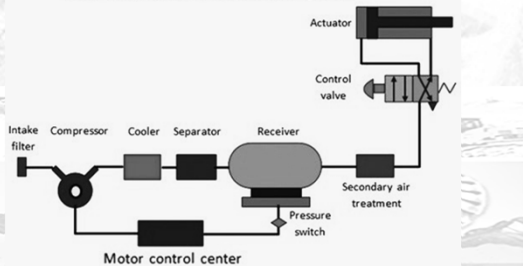 Actuator
Control
valve
Intake
filter
Compressor
Cooler
Separator
Receiver
Secondary air
treatment
Pressure
switch
Motor control center